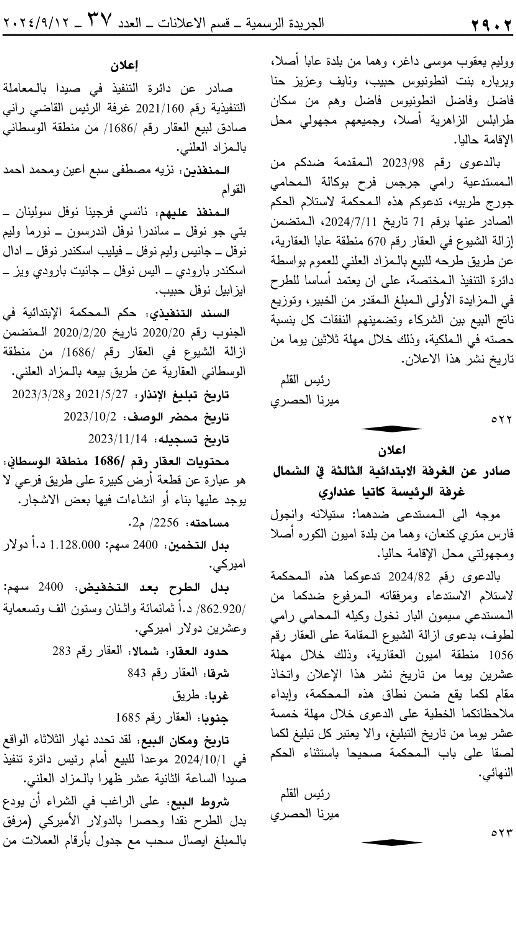 ٢٩٠٢
الجريدة الرسمية ــ قسم الاعلانات ــ العدد ٣٧ ــ ٢٠٢٤/٩/١٢
ووليم يعقوب موسى داغر، وهما من بلدة عابا أصلا،
وبرباره بنت انطونيوس حبيب، ونايف وعزيز حنا
فاضل وفاضل انطونيوس فاضل وهم من سكان
طرابلس الزاهرية أصلا، وجميعهم مجهولي محل
الإقامة حاليا.
بالدعوى رقم 2023/98 المقدمة ضدكم من
المستدعية رامي جرجس فرح بوكالة المحامي
جورج طربيه، تدعوكم هذه المحكمة لاستلام الحكم
الصادر عنها برقم 71 تاريخ 2024/7/11، المتضمن
إزالة الشيوع في العقار رقم 670 منطقة عابا العقارية،
عن طريق طرحه للبيع بالمزاد العلني للعموم بواسطة
دائرة التنفيذ المختصة، على ان يعتمد أساسا للطرح
في المزايدة الأولى المبلغ المقدر من الخبير، وتوزيع
ناتج البيع بين الشركاء وتضمينهم النفقات كل بنسبة
حصته في الملكية، وذلك خلال مهلة ثلاثين يوما من
تاريخ نشر هذا الاعلان.
رئيس القلم
ميرنا الحصري
٥٢٢
اعلان
صادر عن الغرفة الابتدائية الثالثة في الشمال
غرفة الرئيسة كاتيا عنداري
موجه الى المستدعى ضدهما: ستيلانه وانجول
فارس متري كنعان، وهما من بلدة اميون الكوره أصلا
ومجهولتي محل الإقامة حاليا.
بالدعوى رقم 2024/82 تدعوكما هذه المحكمة
لاستلام الاستدعاء ومرفقاته المرفوع ضدكما من
المستدعي سيمون البار نخول وكيله المحامي رامي
لطوف، بدعوى ازالة الشيوع المقامة على العقار رقم
1056 منطقة اميون العقارية، وذلك خلال مهلة
عشرين يوما من تاريخ نشر هذا الإعلان واتخاذ
مقام لكما يقع ضمن نطاق هذه المحكمة، وإبداء
ملاحظاتكما الخطية على الدعوى خلال مهلة خمسة
عشر يوما من تاريخ التبليغ، والا يعتبر كل تبليغ لكما
لصقا على باب المحكمة صحيحا باستثناء الحكم
النهائي.
رئيس القلم
ميرنا الحصري
٥٢٣
إعلان
صادر عن دائرة التنفيذ في صيدا بالمعاملة
التنفيذية رقم 2021/160 غرفة الرئيس القاضي راني
صادق لبيع العقار رقم /1686/ من منطقة الوسطاني
بالمزاد العلني.
المنفذين: نزيه مصطفى سبع اعين ومحمد احمد
القوام
المنفذ عليهم: نانسي فرجينا نوفل سولينان ــ
بتي جو نوفل ــ ساندرا نوفل اندرسون ــ نورما وليم
نوفل ــ جانيس وليم نوفل ــ فيليب اسكندر نوفل ــ ادال
اسكندر بارودي ــ اليس نوفل ــ جانيت بارودي ويز ــ
ايزابيل نوفل حبيب.
السند التنفيذي: حكم المحكمة الإبتدائية في
الجنوب رقم 2020/20 تاريخ 2020/2/20 المتضمن
ازالة الشيوع في العقار رقم /1686/ من منطقة
الوسطاني العقارية عن طريق بيعه بالمزاد العلني.
تاريخ تبليغ الإنذار: 2021/5/27 و2023/3/28
تاريخ محضر الوصف: 2023/10/2
تاريخ تسجيله: 2023/11/14
محتويات العقار رقم /1686 منطقة الوسطاني:
هو عبارة عن قطعة أرض كبيرة على طريق فرعي لا
يوجد عليها بناء أو انشاءات فيها بعض الاشجار.
مساحته: 2256/ م2.
بدل التخمين: 2400 سهم: 1.128.000 د.أ دولار
اميركي.
بدل الطرح بعد التخفيض: 2400 سهم:
/862.920/ د.أ ثمانمائة واثنان وستون الف وتسعماية
وعشرين دولار اميركي.
حدود العقار: شمالا: العقار رقم 283
شرقا: العقار رقم 843
غربا: طريق
جنوبا: العقار رقم 1685
تاريخ ومكان البيع: لقد تحدد نهار الثلاثاء الواقع
في 2024/10/1 موعدا للبيع أمام رئيس دائرة تنفيذ
صيدا الساعة الثانية عشر ظهرا بالمزاد العلني.
شروط البيع: على الراغب في الشراء أن يودع
بدل الطرح نقدا وحصرا بالدولار الأميركي (مرفق
بالمبلغ ايصال سحب مع جدول بأرقام العملات من